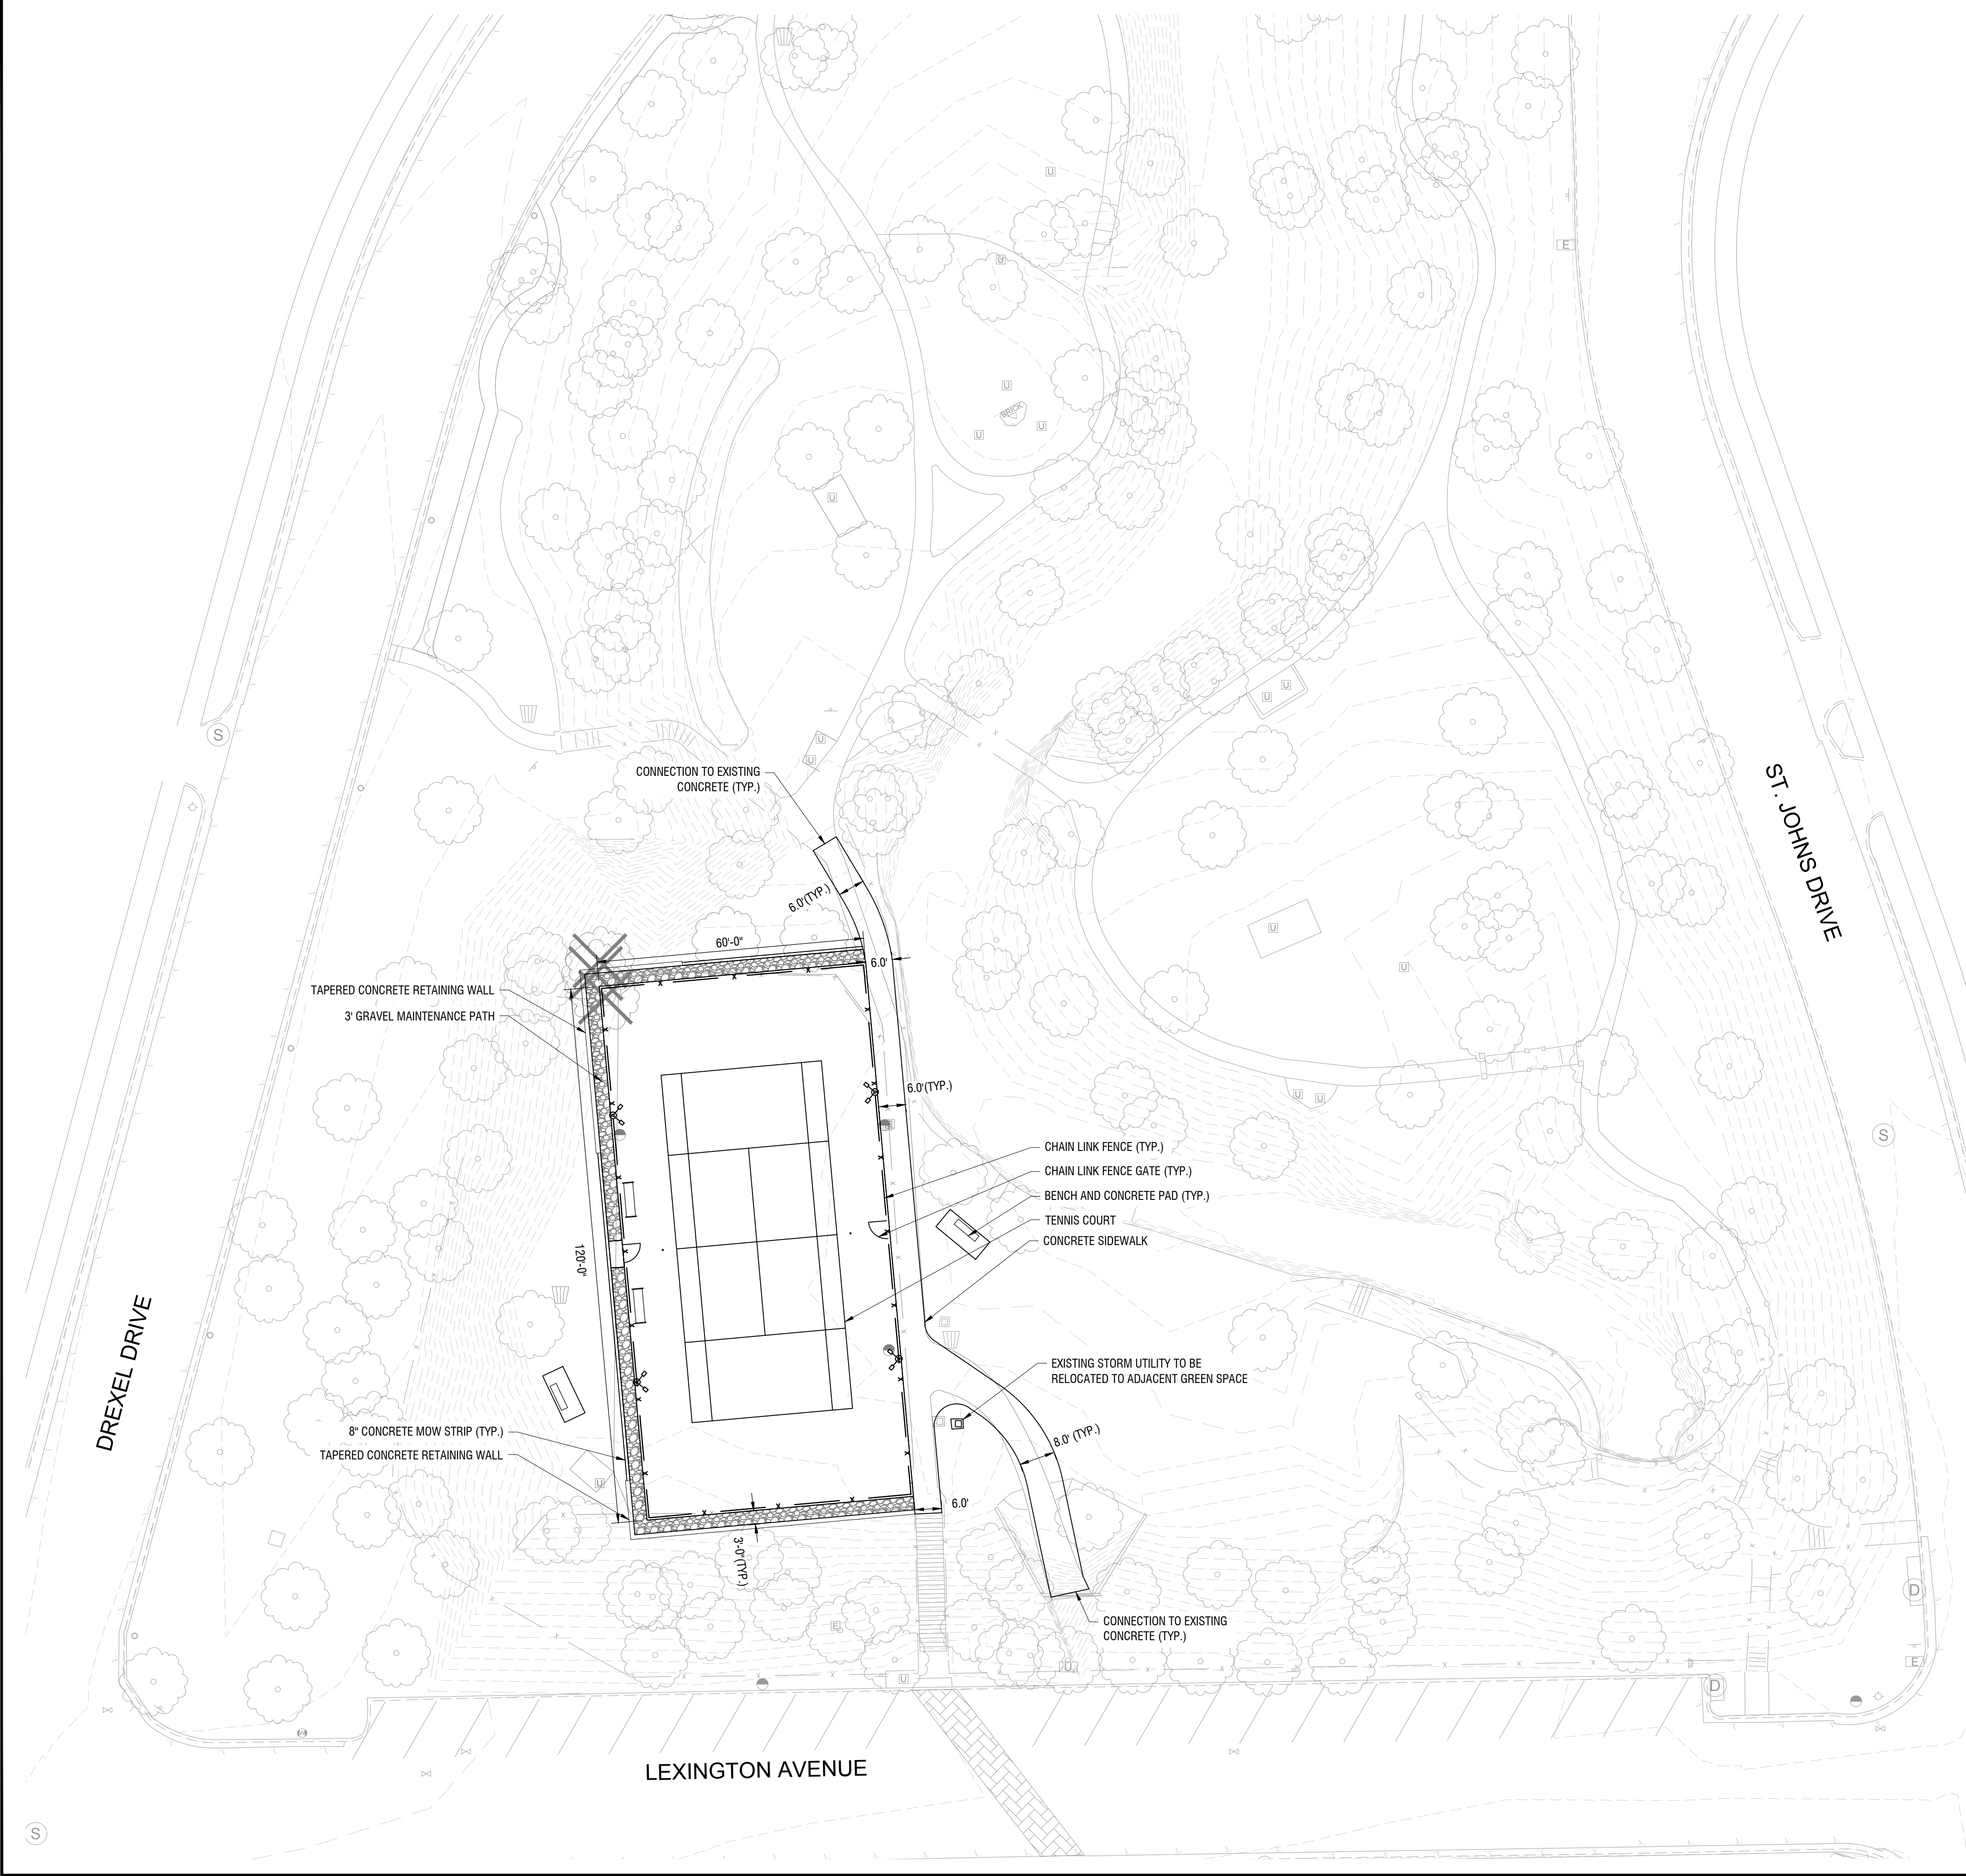 E
U
U
U
BRICK
U
U
U
S
U
U
U
U
CONNECTION TO EXISTING
CONCRETE (TYP.)
ST. JOHNS DRIVE
6.0'(TYP.)
60'-0"
U
6.0'
U
TAPERED CONCRETE RETAINING WALL
3' GRAVEL MAINTENANCE PATH
6.0'(TYP.)
U
U
S
CHAIN LINK FENCE (TYP.)
CHAIN LINK FENCE GATE (TYP.)
BENCH AND CONCRETE PAD (TYP.)
TENNIS COURT
CONCRETE SIDEWALK
120'-0"
DREXEL DRIVE
EXISTING STORM UTILITY TO BE
RELOCATED TO ADJACENT GREEN SPACE
8" CONCRETE MOW STRIP (TYP.)
8.0' (TYP.)
TAPERED CONCRETE RETAINING WALL
U
6.0'
3'-0"(TYP.)
D
CONNECTION TO EXISTING
CONCRETE (TYP.)
E
E
U
U
D
LEXINGTON AVENUE
S